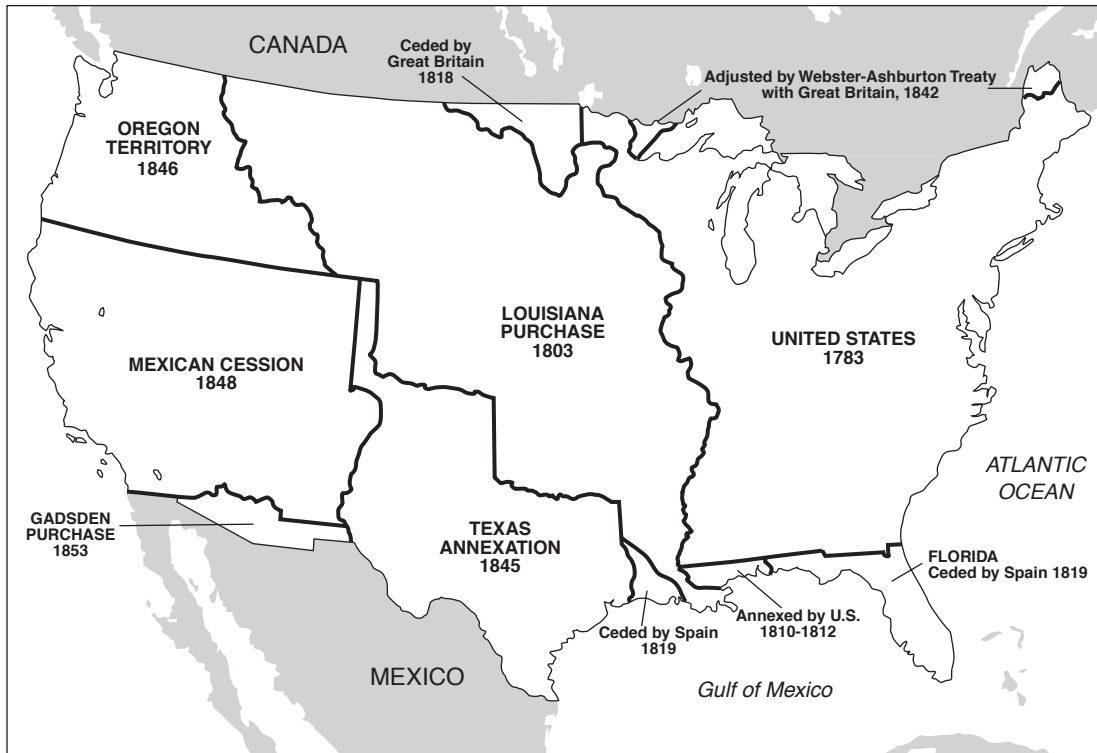 CANADA
Ceded by
Great Britain
1818
Adjusted by Webster-Ashburton Treaty
with Great Britain, 1842
OREGON
TERRITORY
1846
LOUISIANA
PURCHASE
1803
UNITED STATES
1783
MEXICAN CESSION
1848
ATLANTIC
OCEAN
GADSDEN
PURCHASE
1853
TEXAS
ANNEXATION
1845
FLORIDA
Ceded by Spain 1819
Annexed by U.S.
1810-1812
Ceded by Spain
1819
MEXICO
Gulf of Mexico